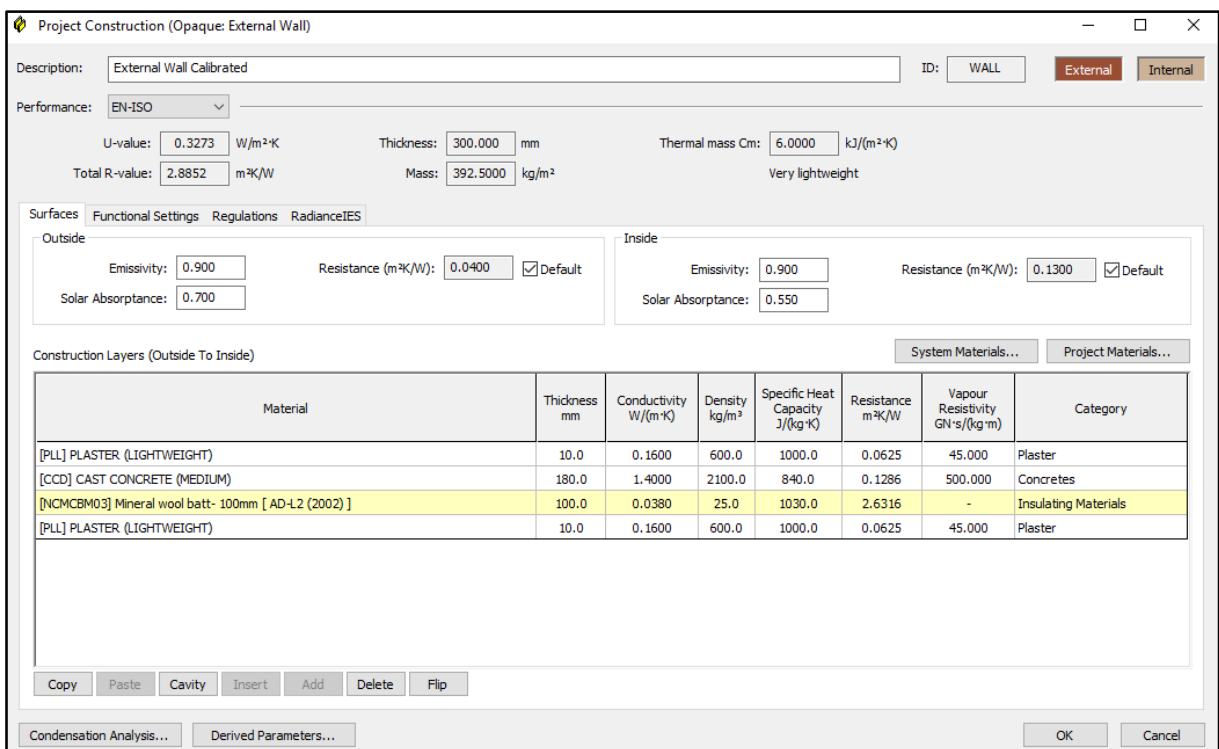 Project Construction (Opaque: External Wall)
Description: External Wall Calibrated ID: WALL External Internal
Performance: EN-ISO
U-value: 0.3273 W/m²·K Thickness: 300.000 mm Thermal mass Cm: 6.0000 kJ/(m²·K)
Total R-value: 2.8852 m²K/W Mass: 392.5000 kg/m² Very lightweight
Surfaces Functional Settings Regulations RadianceIES
Outside Inside
Emissivity: 0.900 Resistance (m²K/W): 0.0400 Default Emissivity: 0.900 Resistance (m²K/W): 0.1300 Default
Solar Absorptance: 0.700 Solar Absorptance: 0.550
Construction Layers (Outside To Inside) System Materials... Project Materials...
Material Thickness mm Conductivity W/(m·K) Density kg/m³ Specific Heat Capacity J/(kg·K) Resistance m²K/W Vapour Resistivity GN·s/(kg·m) Category
[PLL] PLASTER (LIGHTWEIGHT) 10.0 0.1600 600.0 1000.0 0.0625 45.000 Plaster
[CCD] CAST CONCRETE (MEDIUM) 180.0 1.4000 2100.0 840.0 0.1286 500.000 Concretes
[NCMCBM03] Mineral wool batt- 100mm [ AD-L2 (2002) ] 100.0 0.0380 25.0 1030.0 2.6316 - Insulating Materials
[PLL] PLASTER (LIGHTWEIGHT) 10.0 0.1600 600.0 1000.0 0.0625 45.000 Plaster
Copy Paste Cavity Insert Add Delete Flip
Condensation Analysis... Derived Parameters... OK Cancel